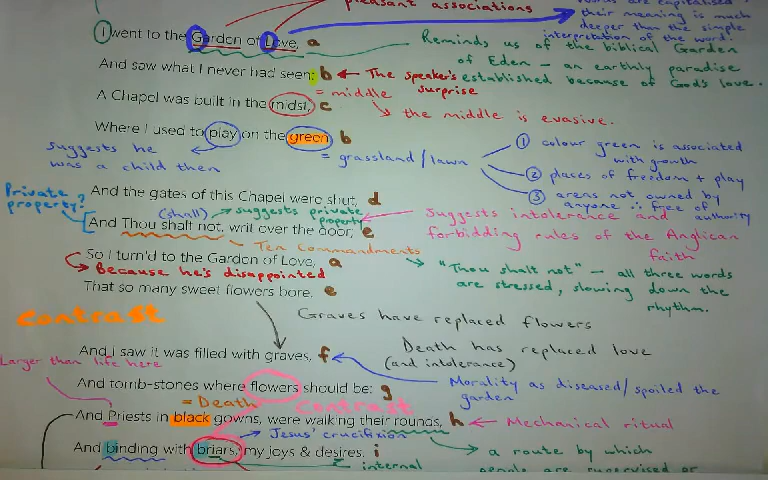 pleasant associations
their meaning is much
deeper than the simple
interpretation of the word.
I went to the Garden of Love, a
Reminds us of the biblical Garden
of Eden - an earthly paradise
And saw what I never had seen: b ← The speaker's surprise
established because of God's love.
= middle
A Chapel was built in the midst, c
the middle is evasive.
Where I used to play on the green b
Suggests he
was a child then
= grassland / lawn
① colour green is associated
with growth
② places of freedom + play
③ areas not owned by
anyone ∴ free of
authority
Private
property?
And the gates of this Chapel were shut, d
(shall) → suggests private
property
And Thou shalt not, writ over the door; e
Suggests intolerance and
forbidding rules of the Anglican
faith
Ten Commandments
So I turn'd to the Garden of Love, a
Because he's disappointed
"Thou shalt not" - all three words
are stressed, slowing down the
rhythm.
That so many sweet flowers bore, e
Contrast
Graves have replaced flowers
And I saw it was filled with graves, f
Death has replaced love
(and intolerance)
Larger than life here
And tomb-stones where flowers should be: g
Morality as diseased/spoiled the
garden
= Death
Contrast
And Priests in black gowns, were walking their rounds, h ← Mechanical ritual
Jesus' crucifixion
And binding with briars, my joys & desires. i
a route by which
internal
people are supervised or